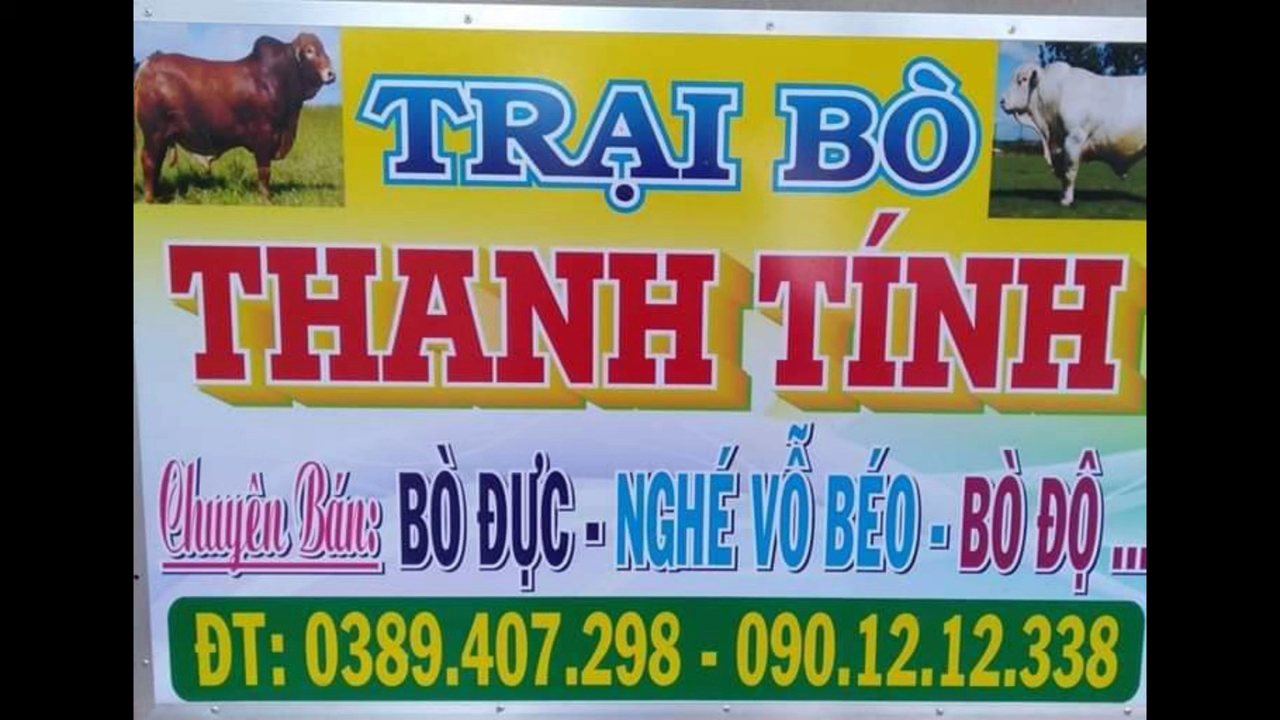 TRẠI BÒ
THANH TÍNH
Chuyên Bán: BÒ ĐỰC - NGHÉ VỖ BÉO - BÒ ĐỘ ...
ĐT: 0389.407.298 - 090.12.12.338